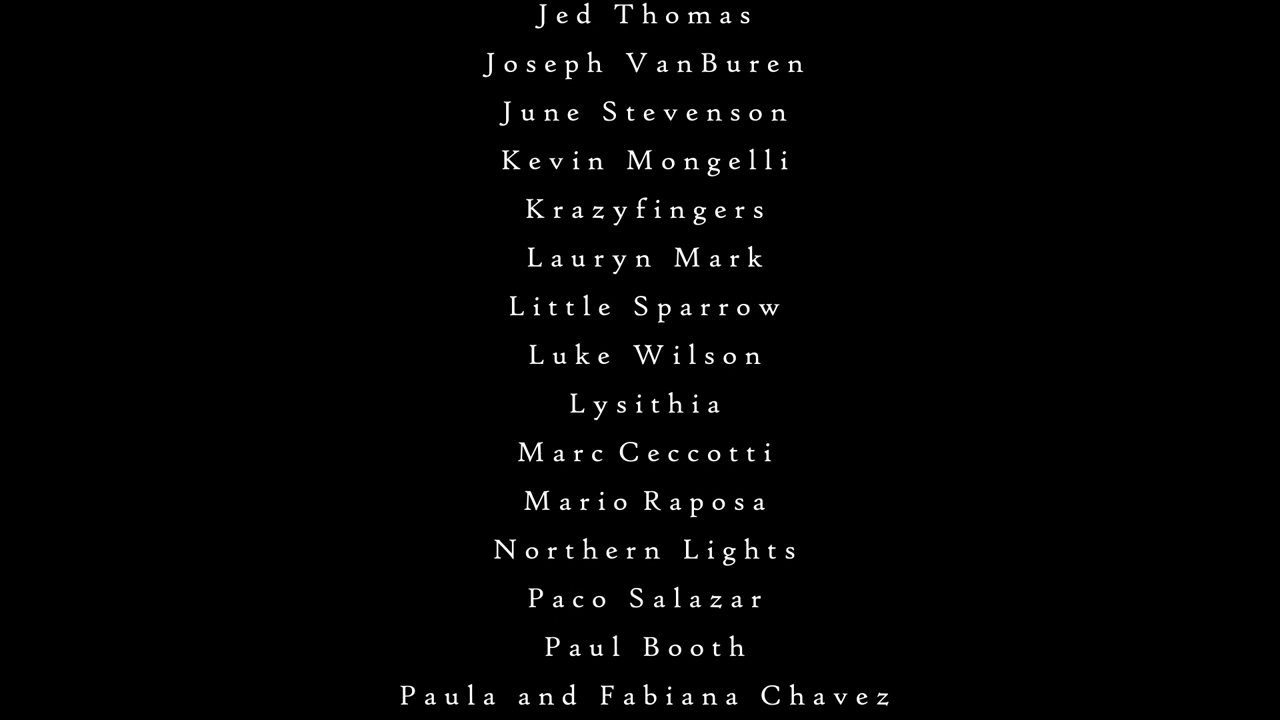 Jed Thomas
Joseph VanBuren
June Stevenson
Kevin Mongelli
Krazyfingers
Lauryn Mark
Little Sparrow
Luke Wilson
Lysithia
Marc Ceccotti
Mario Raposa
Northern Lights
Paco Salazar
Paul Booth
Paula and Fabiana Chavez